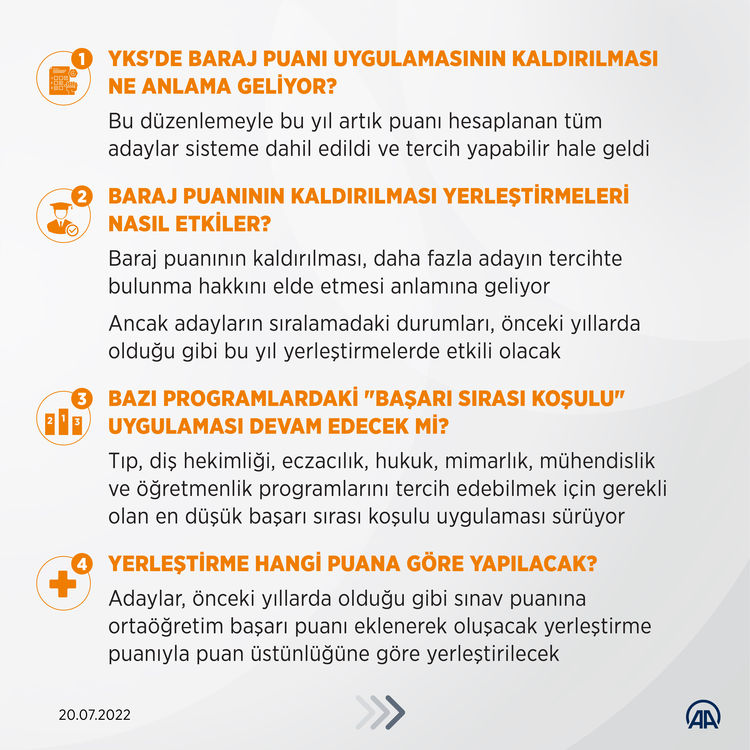 1
YKS'DE BARAJ PUANI UYGULAMASININ KALDIRILMASI
NE ANLAMA GELİYOR?
Bu düzenlemeyle bu yıl artık puanı hesaplanan tüm
adaylar sisteme dahil edildi ve tercih yapabilir hale geldi
2
BARAJ PUANININ KALDIRILMASI YERLEŞTİRMELERİ
NASIL ETKİLER?
Baraj puanının kaldırılması, daha fazla adayın tercihte
bulunma hakkını elde etmesi anlamına geliyor
Ancak adayların sıralamadaki durumları, önceki yıllarda
olduğu gibi bu yıl yerleştirmelerde etkili olacak
3
2 1 3
BAZI PROGRAMLARDAKİ "BAŞARI SIRASI KOŞULU"
UYGULAMASI DEVAM EDECEK Mİ?
Tıp, diş hekimliği, eczacılık, hukuk, mimarlık, mühendislik
ve öğretmenlik programlarını tercih edebilmek için gerekli
olan en düşük başarı sırası koşulu uygulaması sürüyor
4
YERLEŞTİRME HANGİ PUANA GÖRE YAPILACAK?
Adaylar, önceki yıllarda olduğu gibi sınav puanına
ortaöğretim başarı puanı eklenerek oluşacak yerleştirme
puanıyla puan üstünlüğüne göre yerleştirilecek
20.07.2022
AA